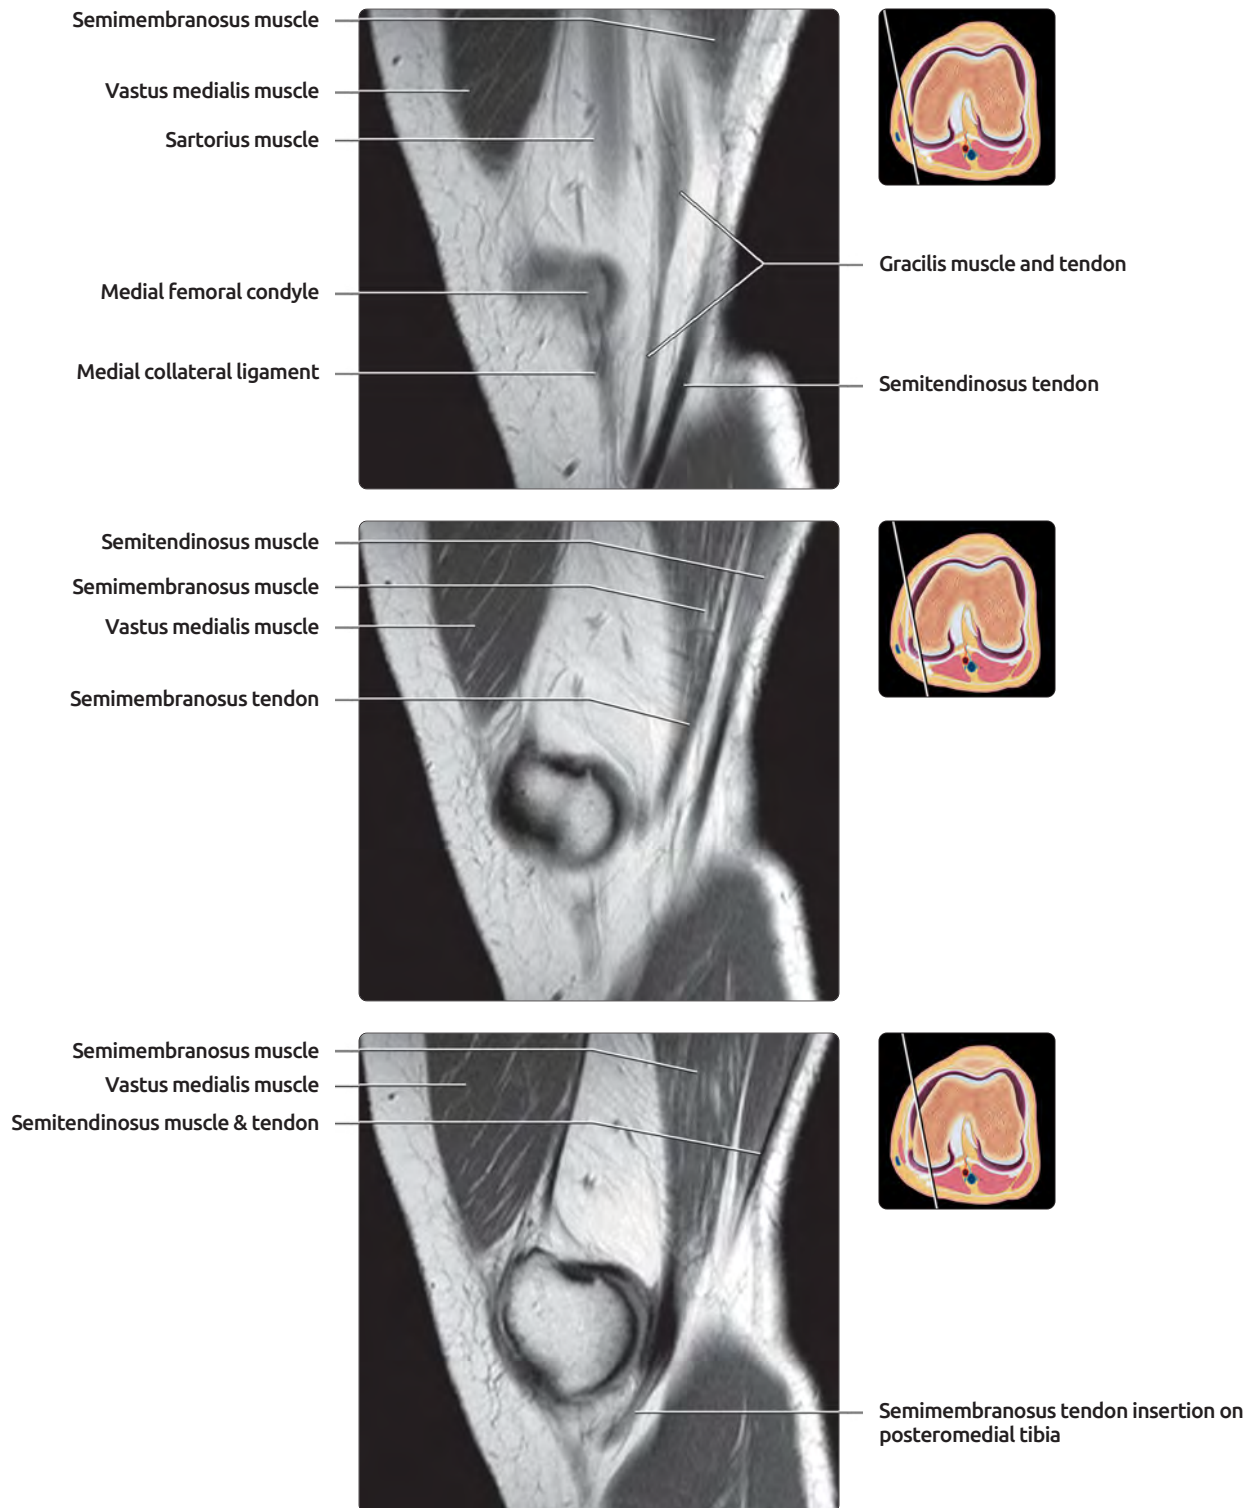 Semimembranosus muscle
Vastus medialis muscle
Sartorius muscle
Gracilis muscle and tendon
Medial femoral condyle
Medial collateral ligament
Semitendinosus tendon
Semitendinosus muscle
Semimembranosus muscle
Vastus medialis muscle
Semimembranosus tendon
Semimembranosus muscle
Vastus medialis muscle
Semitendinosus muscle & tendon
Semimembranosus tendon insertion on
posteromedial tibia